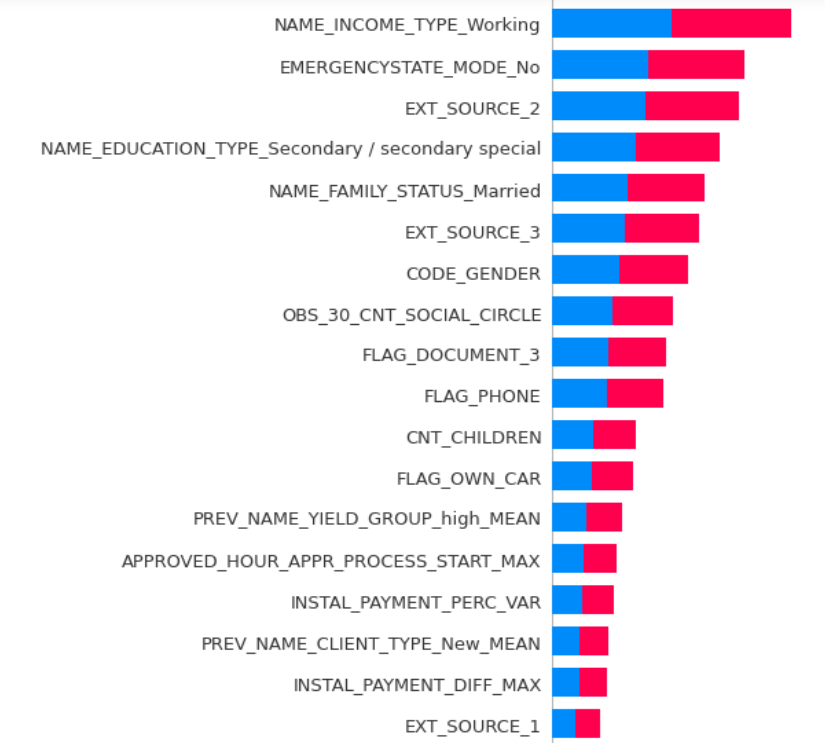 NAME_INCOME_TYPE_Working
EMERGENCYSTATE_MODE_No
EXT_SOURCE_2
NAME_EDUCATION_TYPE_Secondary / secondary special
NAME_FAMILY_STATUS_Married
EXT_SOURCE_3
CODE_GENDER
OBS_30_CNT_SOCIAL_CIRCLE
FLAG_DOCUMENT_3
FLAG_PHONE
CNT_CHILDREN
FLAG_OWN_CAR
PREV_NAME_YIELD_GROUP_high_MEAN
APPROVED_HOUR_APPR_PROCESS_START_MAX
INSTAL_PAYMENT_PERC_VAR
PREV_NAME_CLIENT_TYPE_New_MEAN
INSTAL_PAYMENT_DIFF_MAX
EXT_SOURCE_1